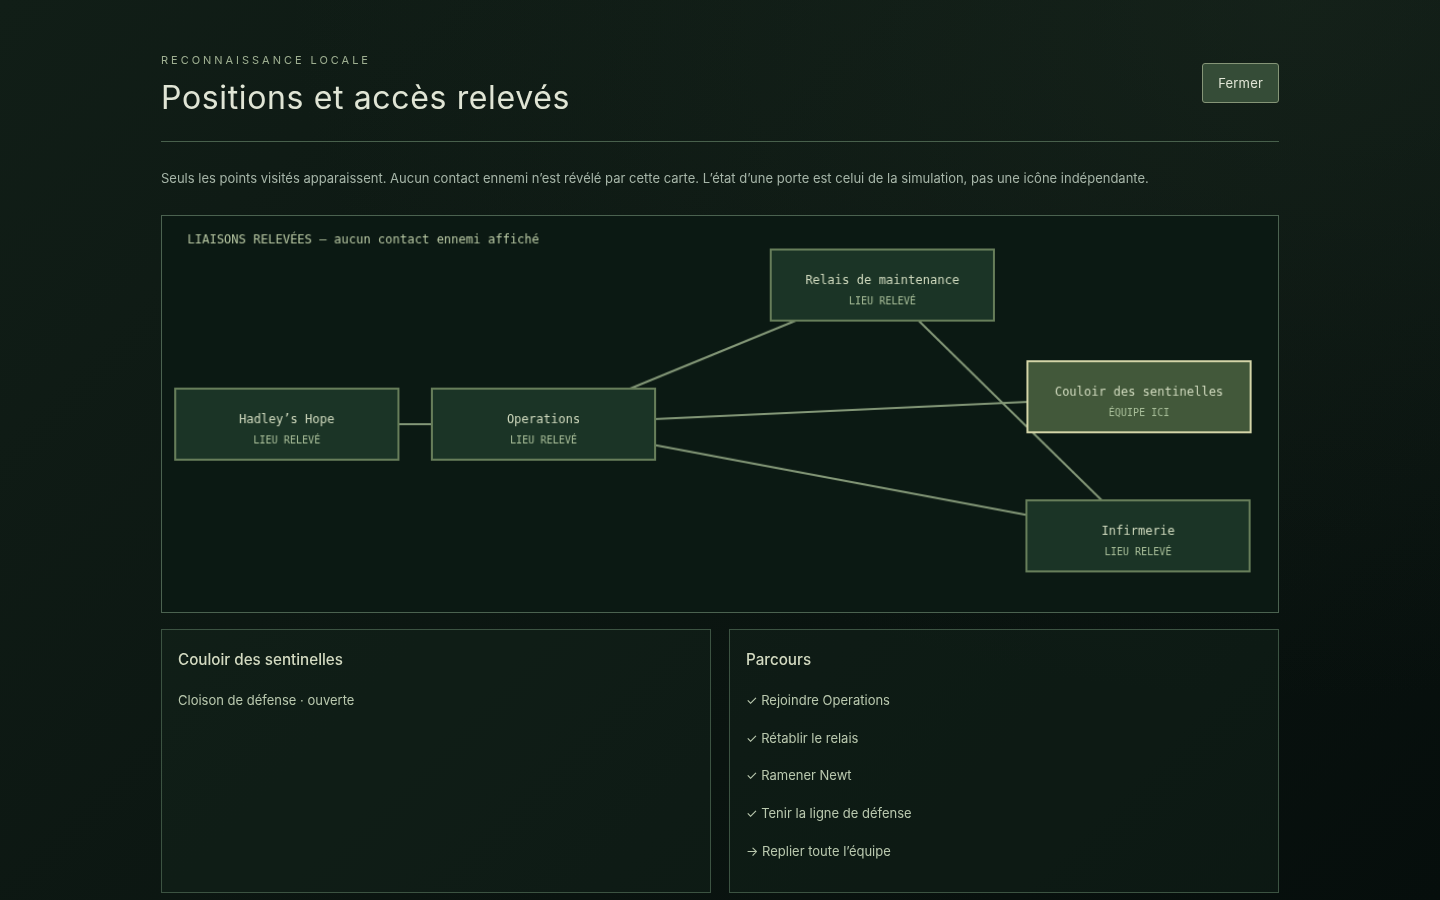 RECONNAISSANCE LOCALE
Positions et accès relevés
Fermer
Seuls les points visités apparaissent. Aucun contact ennemi n’est révélé par cette carte. L’état d’une porte est celui de la simulation, pas une icône indépendante.
LIAISONS RELEVÉES — aucun contact ennemi affiché
Relais de maintenance
LIEU RELEVÉ
Couloir des sentinelles
ÉQUIPE ICI
Hadley’s Hope
LIEU RELEVÉ
Operations
LIEU RELEVÉ
Infirmerie
LIEU RELEVÉ
Couloir des sentinelles
Cloison de défense · ouverte
Parcours
✓ Rejoindre Operations
✓ Rétablir le relais
✓ Ramener Newt
✓ Tenir la ligne de défense
→ Replier toute l’équipe